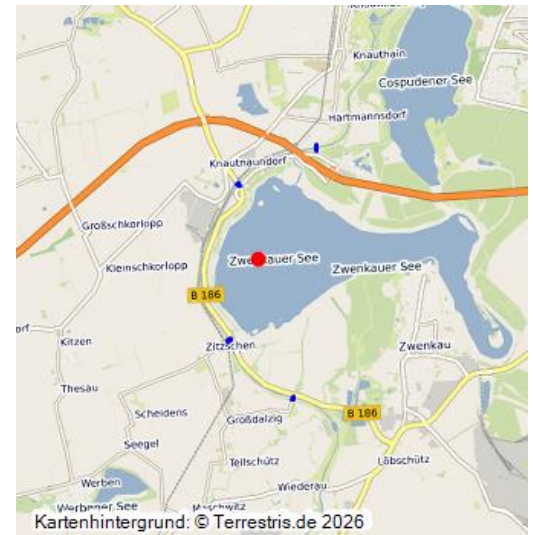 Knauthain
Cospudener See
Hartmannsdorf
Knautnaundorf
Großschkorlopp
Zwenkauer See
Kleinschkorlopp
Zwenkauer See
B 186
Kitzen
Zitzschen
Zwenkau
Thesau
Scheidens
Großdalzig
B 186
Seegel
Teilschütz
Löbschütz
Werben
Wiederau
Werbener See
Kartenhintergrund: © Terrestris.de 2026